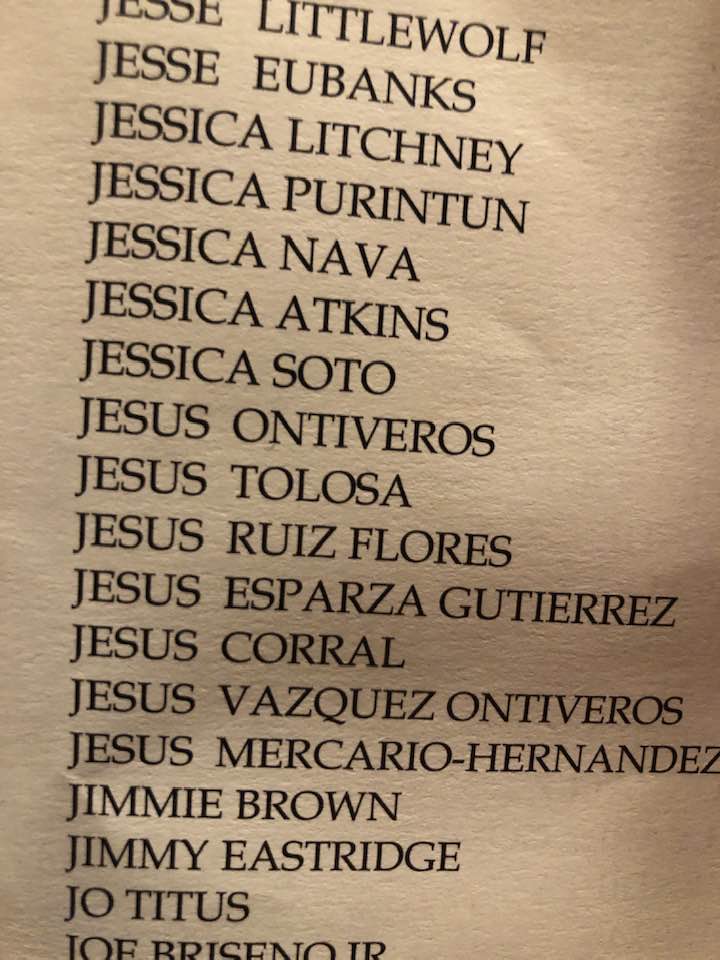 JESSE LITTLEWOLF
JESSE EUBANKS
JESSICA LITCHNEY
JESSICA PURINTUN
JESSICA NAVA
JESSICA ATKINS
JESSICA SOTO
JESUS ONTIVEROS
JESUS TOLOSA
JESUS RUIZ FLORES
JESUS ESPARZA GUTIERREZ
JESUS CORRAL
JESUS VAZQUEZ ONTIVEROS
JESUS MERCARIO-HERNANDEZ
JIMMIE BROWN
JIMMY EASTRIDGE
JO TITUS
JOE BRISENO JR